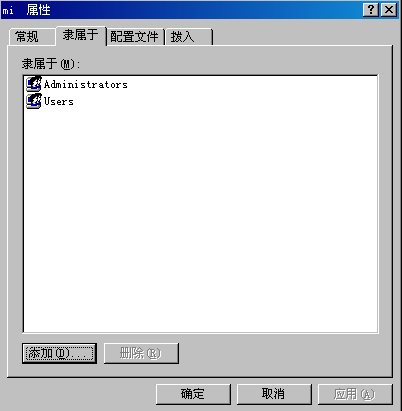 mi 属性
常规 隶属于 配置文件 拨入
隶属于(M):
Administrators
Users
添加(D)... 删除(R)
确定 取消 应用(A)